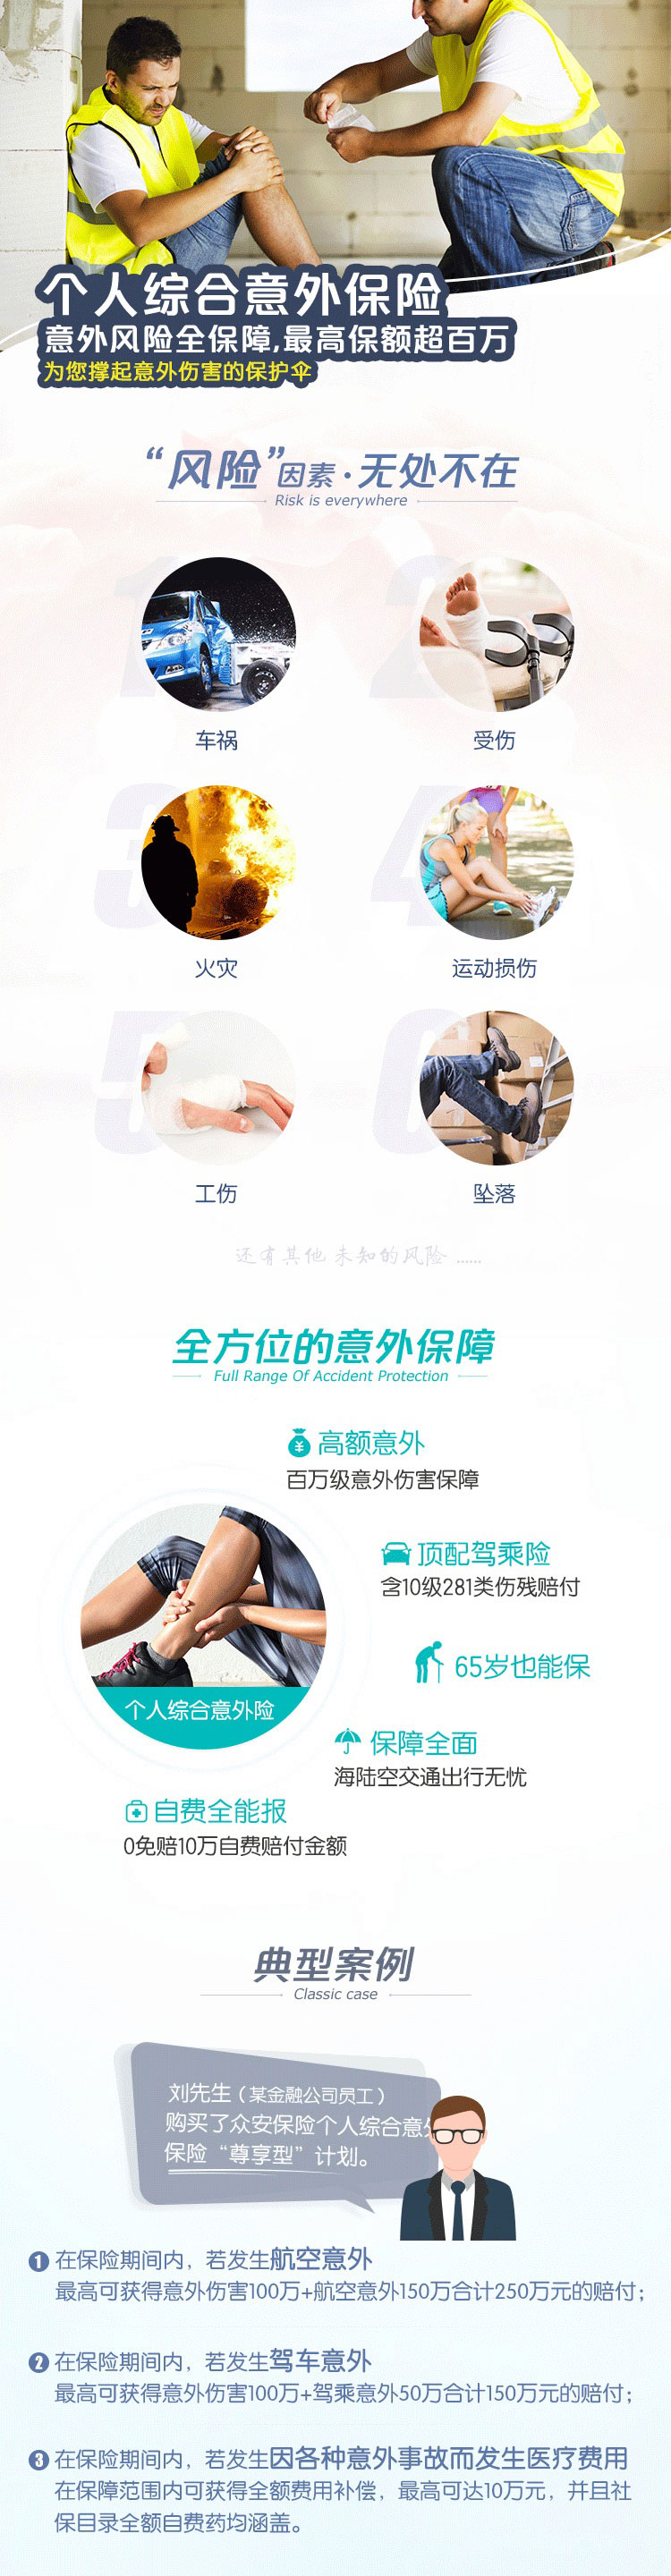 个人综合意外保险
意外风险全保障,最高保额超百万
为您撑起意外伤害的保护伞
“风险”因素·无处不在
Risk is everywhere
1
2
车祸
受伤
3
4
火灾
运动损伤
5
6
工伤
坠落
还有其他 未知的风险 ......
全方位的意外保障
Full Range Of Accident Protection
高额意外
百万级意外伤害保障
顶配驾乘险
含10级281类伤残赔付
65岁也能保
个人综合意外险
保障全面
海陆空交通出行无忧
自费全能报
0免赔10万自费赔付金额
典型案例
Classic case
刘先生（某金融公司员工）
购买了众安保险个人综合意外
保险“尊享型”计划。
1 在保险期间内，若发生航空意外
最高可获得意外伤害100万+航空意外150万合计250万元的赔付；
2 在保险期间内，若发生驾车意外
最高可获得意外伤害100万+驾乘意外50万合计150万元的赔付；
3 在保险期间内，若发生因各种意外事故而发生医疗费用
在保障范围内可获得全额费用补偿，最高可达10万元，并且社
保目录全额自费药均涵盖。